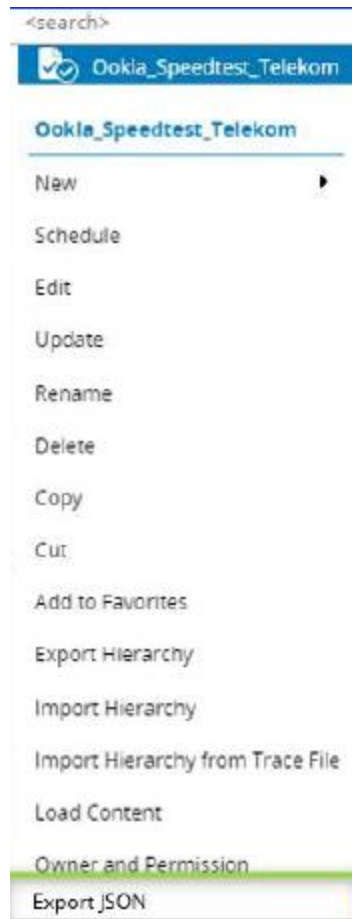 <search>
Ookla_Speedtest_Telekom
Ookla_Speedtest_Telekom
New
Schedule
Edit
Update
Rename
Delete
Copy
Cut
Add to Favorites
Export Hierarchy
Import Hierarchy
Import Hierarchy from Trace File
Load Content
Owner and Permission
Export JSON